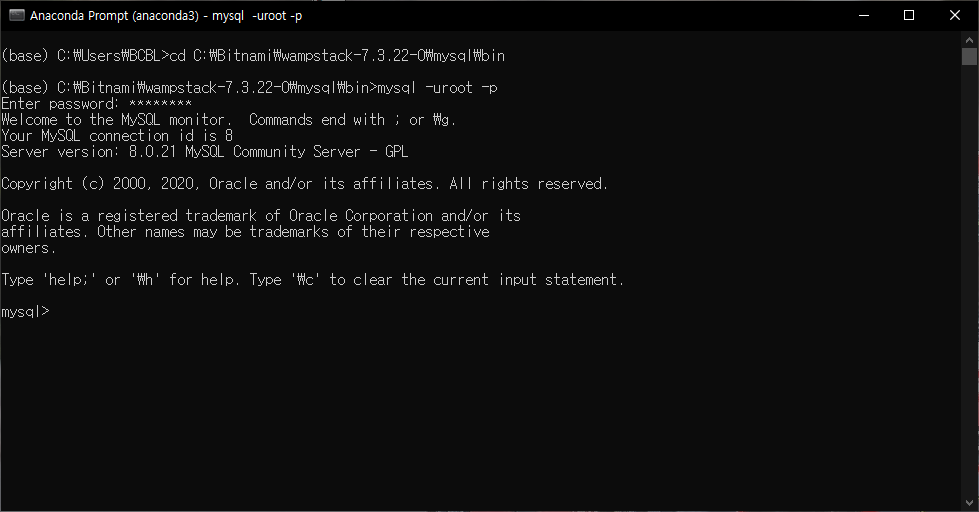 Anaconda Prompt (anaconda3) - mysql  -uroot -p
(base) C:₩Users₩BCBL>cd C:₩Bitnami₩wampstack-7.3.22-0₩mysql₩bin
(base) C:₩Bitnami₩wampstack-7.3.22-0₩mysql₩bin>mysql -uroot -p
Enter password: ********
Welcome to the MySQL monitor.  Commands end with ; or ₩g.
Your MySQL connection id is 8
Server version: 8.0.21 MySQL Community Server - GPL
Copyright (c) 2000, 2020, Oracle and/or its affiliates. All rights reserved.
Oracle is a registered trademark of Oracle Corporation and/or its
affiliates. Other names may be trademarks of their respective
owners.
Type 'help;' or '₩h' for help. Type '₩c' to clear the current input statement.
mysql>